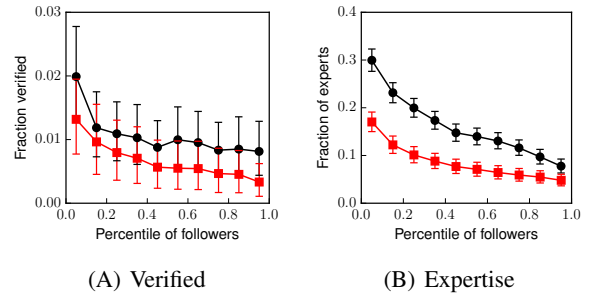 0.03
0.02
0.01
0.00
Fraction verified
0.0 0.2 0.4 0.6 0.8 1.0
Percentile of followers
(A) Verified
0.4
0.3
0.2
0.1
0.0
Fraction of experts
0.0 0.2 0.4 0.6 0.8 1.0
Percentile of followers
(B) Expertise